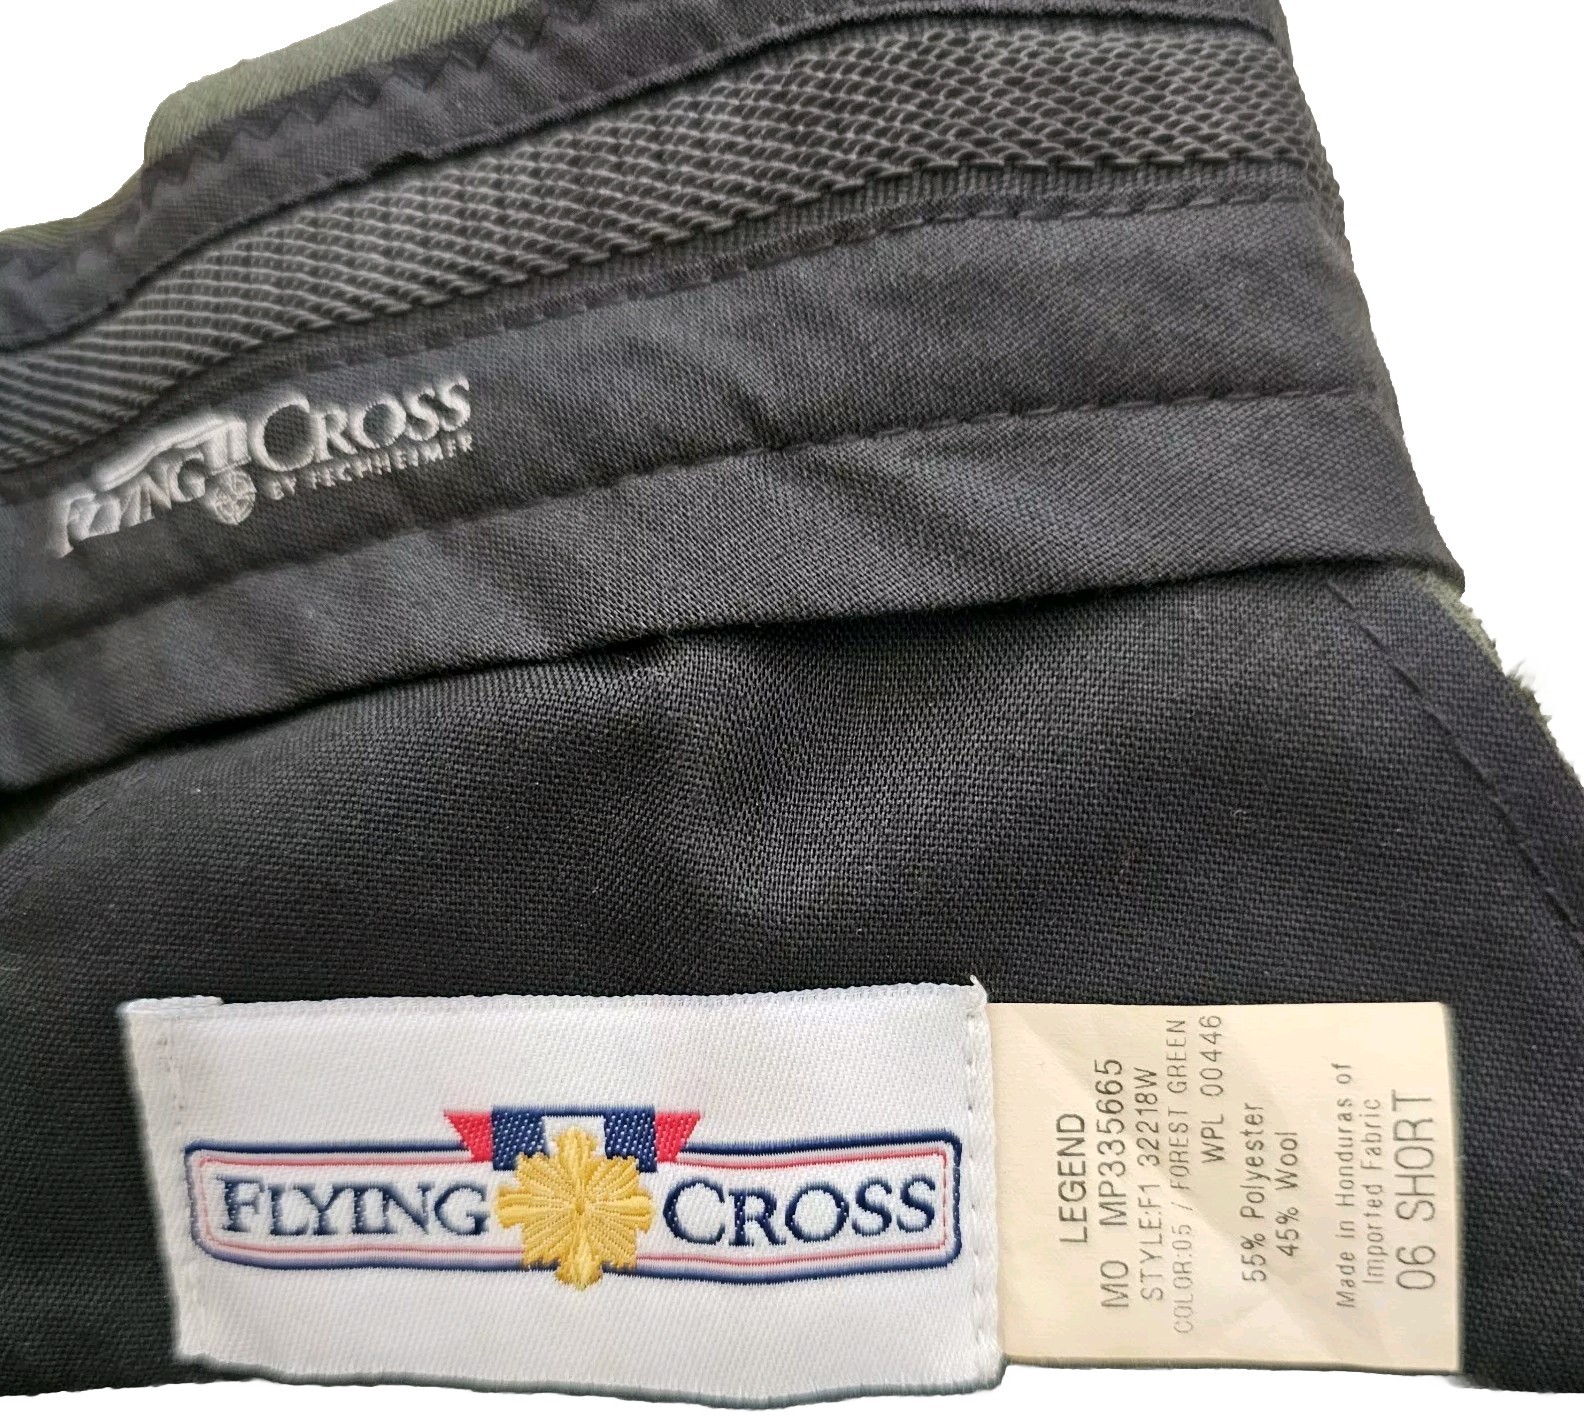 FLYING CROSS
BY FECHHEIMER
FLYING CROSS
LEGEND
MO MP335665
STYLE:F1 32218W
COLOR:05 / FOREST GREEN
WPL 00446
55% Polyester
45% Wool
Made in Honduras of
Imported Fabric
06 SHORT